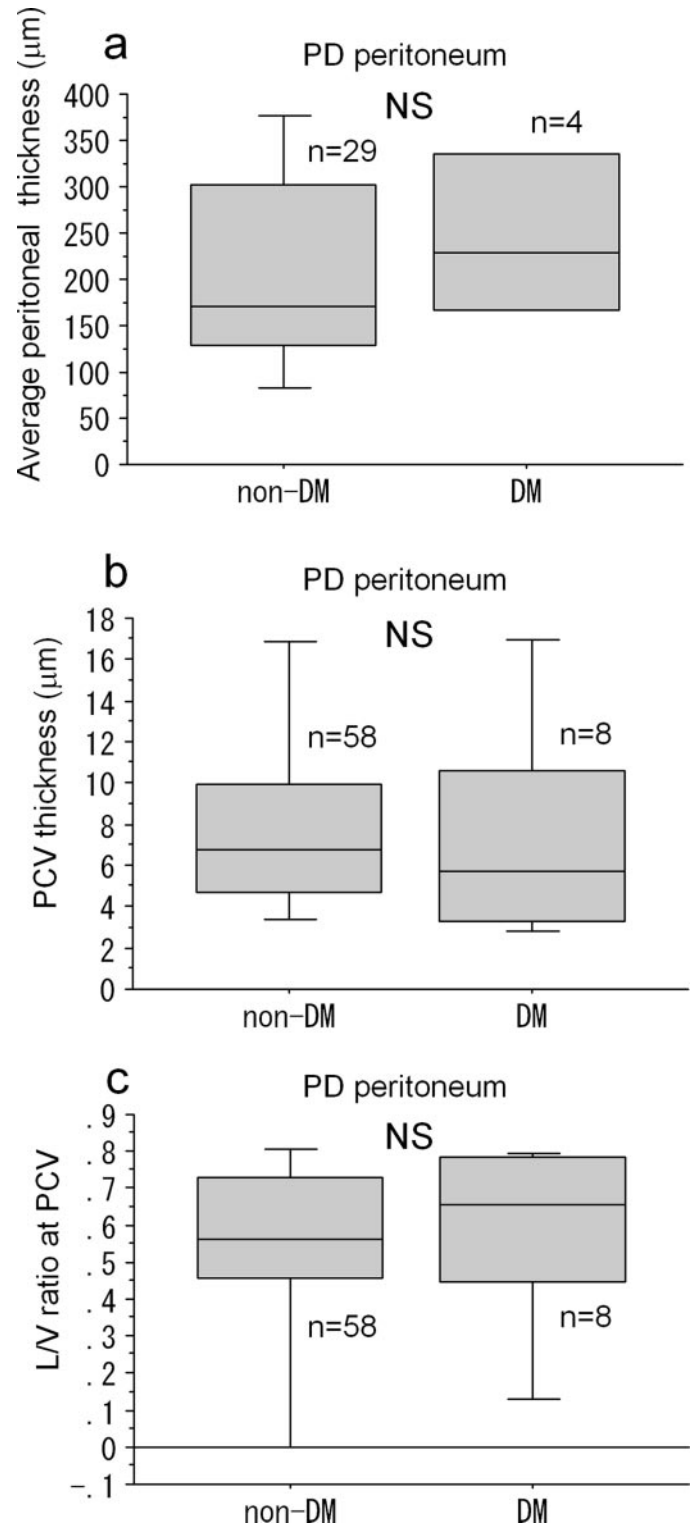 a
PD peritoneum
NS
n=29
n=4
Average peritoneal thickness (μm)
400
350
300
250
200
150
100
50
0
non-DM
DM
b
PD peritoneum
NS
n=58
n=8
PCV thickness (μm)
18
16
14
12
10
8
6
4
2
0
non-DM
DM
c
PD peritoneum
NS
n=58
n=8
L/V ratio at PCV
.9
.8
.7
.6
.5
.4
.3
.2
.1
0
-.1
non-DM
DM